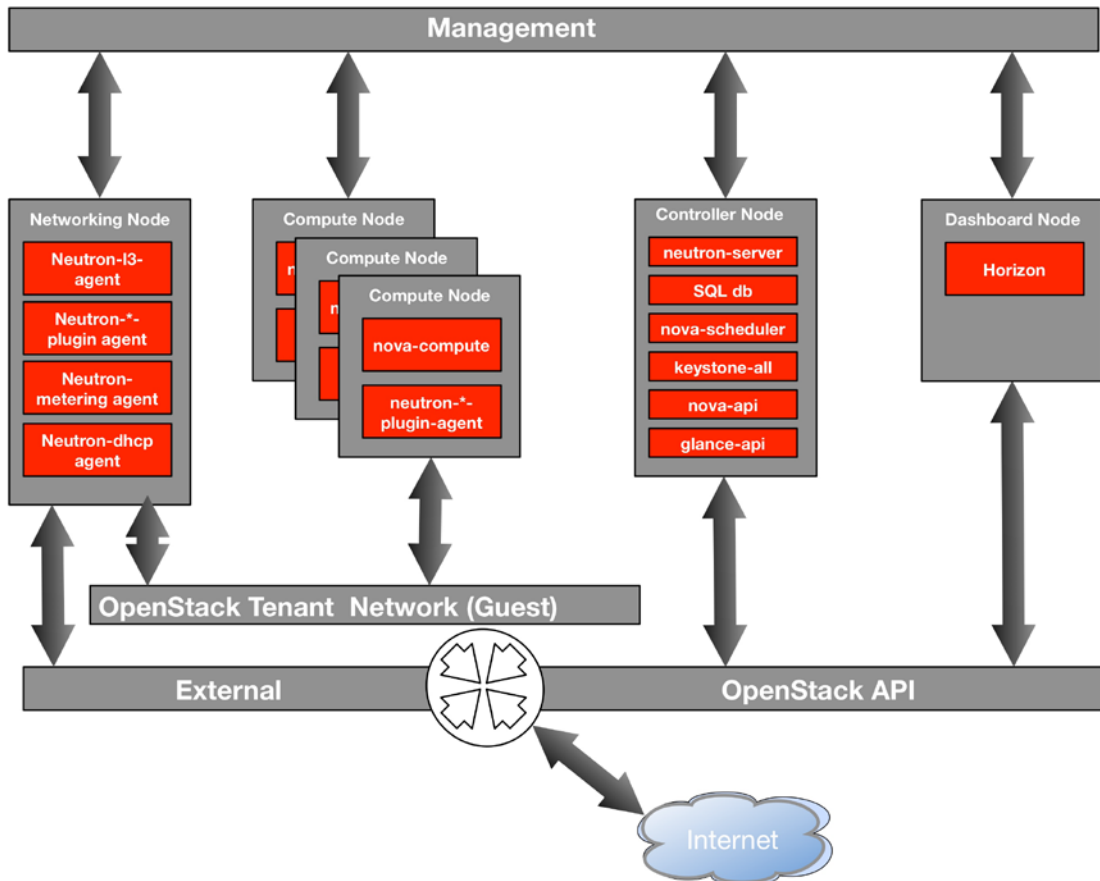 Management
Networking Node
Neutron-l3-
agent
Neutron-*-
plugin agent
Neutron-
metering agent
Neutron-dhcp
agent
Compute Node
Compute Node
Compute Node
nova-compute
neutron-*-
plugin-agent
Controller Node
neutron-server
SQL db
nova-scheduler
keystone-all
nova-api
glance-api
Dashboard Node
Horizon
OpenStack Tenant Network (Guest)
External
OpenStack API
Internet